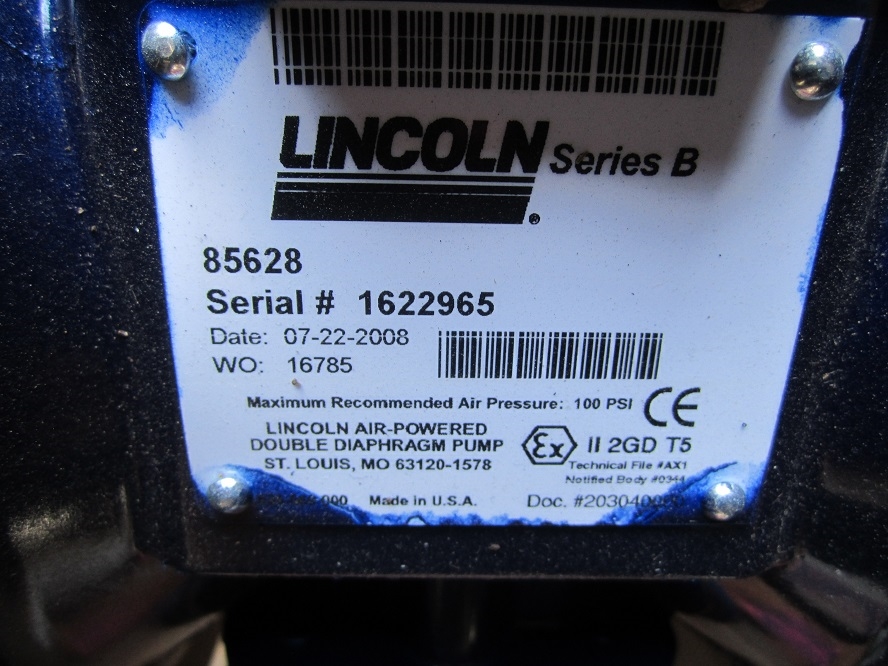 LINCOLN Series B
®
85628
Serial # 1622965
Date: 07-22-2008
WO: 16785
Maximum Recommended Air Pressure: 100 PSI CE
LINCOLN AIR-POWERED
DOUBLE DIAPHRAGM PUMP
ST. LOUIS, MO 63120-1578
Ex II 2GD T5
Technical File #AX1
Notified Body #0344
Made in U.S.A.
Doc.